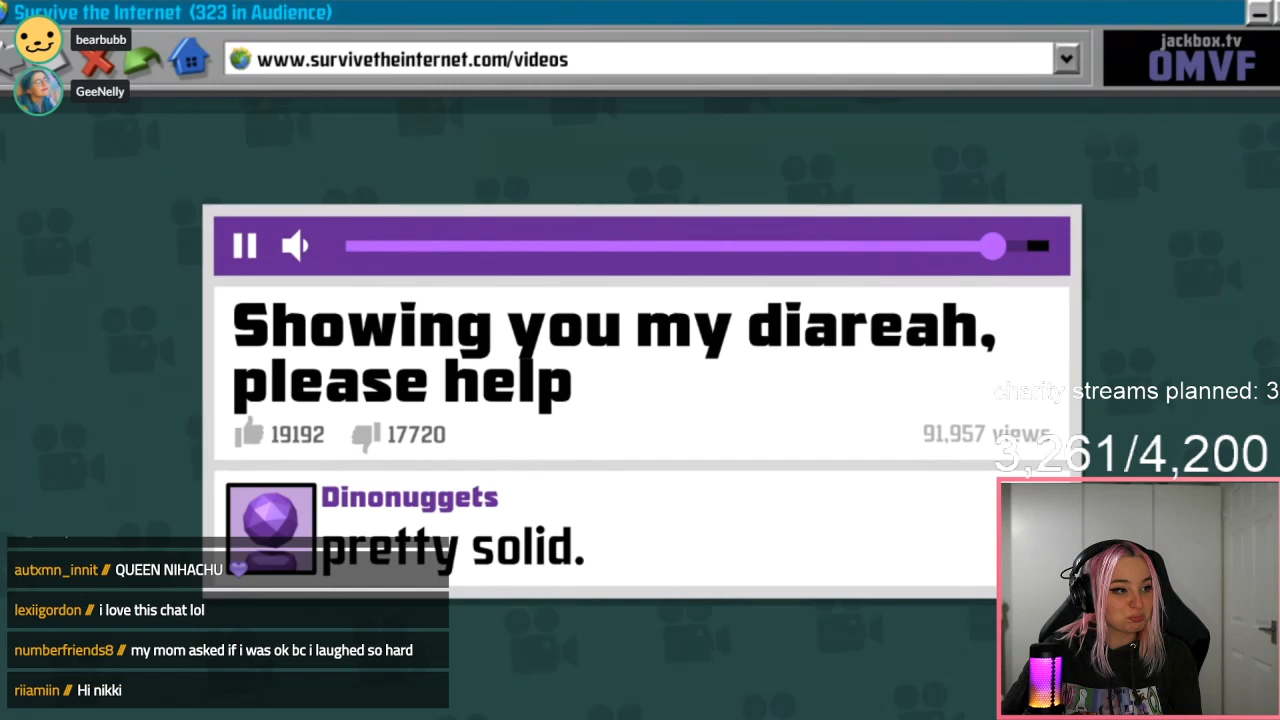 Survive the Internet (323 in Audience)
bearbubb
www.survivetheinternet.com/videos
jackbox.tv
OMVF
GeeNelly
Showing you my diareah,
please help
19192 17720
91,957 views
charity streams planned: 3
3,261/4,200
Dinonuggets
pretty solid.
autxmn_innit // QUEEN NIHACHU 💜
lexiigordon // i love this chat lol
numberfriends8 // my mom asked if i was ok bc i laughed so hard
riiamiin // Hi nikki